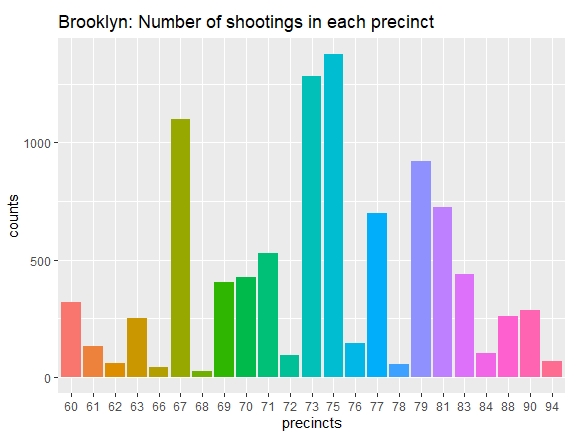 Brooklyn: Number of shootings in each precinct
counts
1000
500
0
60 61 62 63 66 67 68 69 70 71 72 73 75 76 77 78 79 81 83 84 88 90 94
precincts